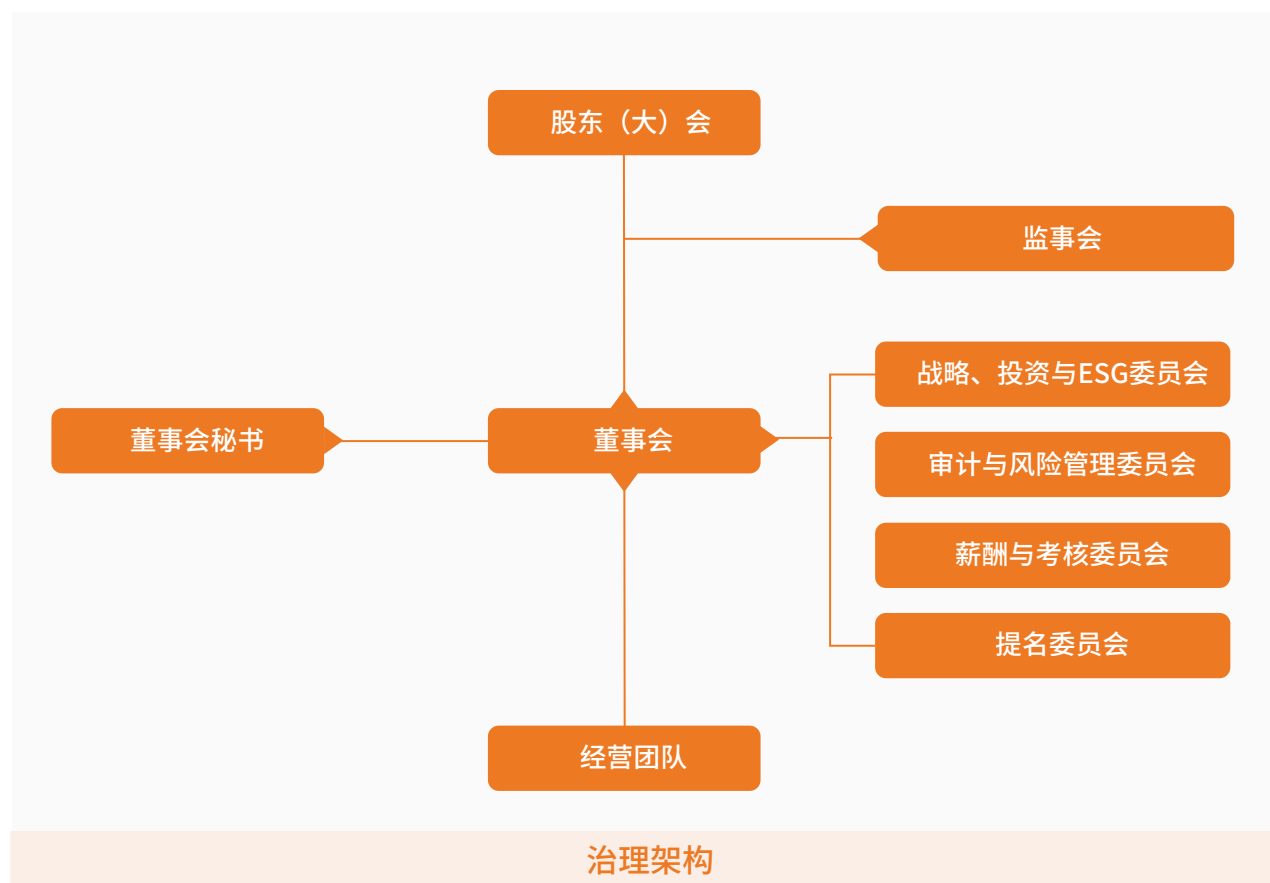 股东（大）会
监事会
战略、投资与ESG委员会
董事会秘书
董事会
审计与风险管理委员会
薪酬与考核委员会
提名委员会
经营团队
治理架构